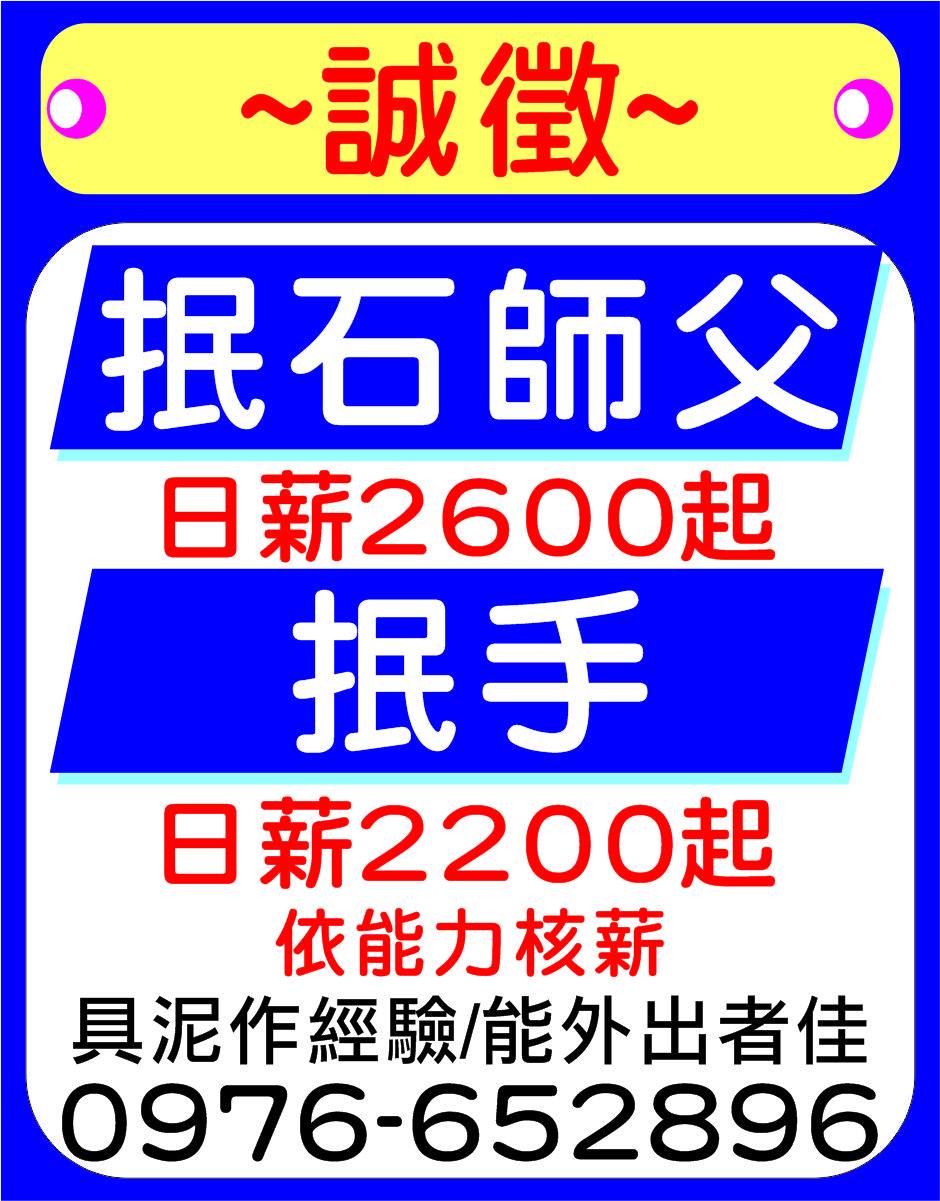 ~誠徵~
抿石師父
日薪2600起
抿手
日薪2200起
依能力核薪
具泥作經驗/能外出者佳
0976-652896